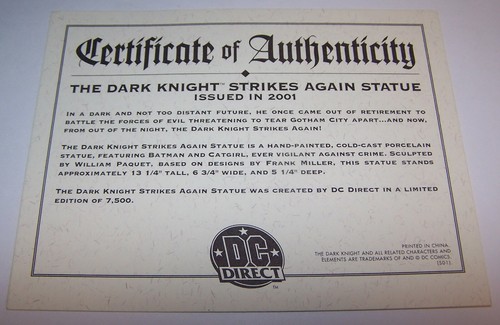 Certificate of Authenticity
THE DARK KNIGHT™ STRIKES AGAIN STATUE
ISSUED IN 2001
IN A DARK AND NOT TOO DISTANT FUTURE, HE ONCE CAME OUT OF RETIREMENT TO
BATTLE THE FORCES OF EVIL THREATENING TO TEAR GOTHAM CITY APART...AND NOW,
FROM OUT OF THE NIGHT, THE DARK KNIGHT STRIKES AGAIN!
THE DARK KNIGHT STRIKES AGAIN STATUE IS A HAND-PAINTED, COLD-CAST PORCELAIN
STATUE, FEATURING BATMAN AND CATGIRL, EVER VIGILANT AGAINST CRIME. SCULPTED
BY WILLIAM PAQUET, BASED ON DESIGNS BY FRANK MILLER, THIS STATUE STANDS
APPROXIMATELY 13 1/4" TALL, 6 3/4" WIDE, AND 5 1/4" DEEP.
THE DARK KNIGHT STRIKES AGAIN STATUE WAS CREATED BY DC DIRECT IN A LIMITED
EDITION OF 7,500.
DC
DIRECT
™
PRINTED IN CHINA.
THE DARK KNIGHT AND ALL RELATED CHARACTERS AND
ELEMENTS ARE TRADEMARKS OF AND © DC COMICS.
(S01)